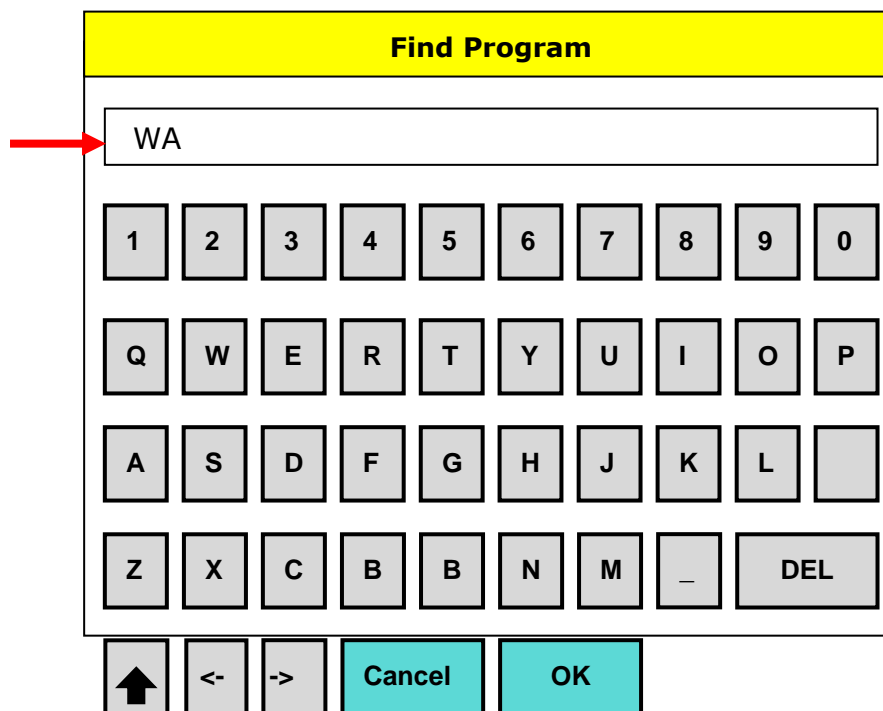 Find Program
WA
1 2 3 4 5 6 7 8 9 0
Q W E R T Y U I O P
A S D F G H J K L
Z X C B B N M _ DEL
<- -> Cancel OK